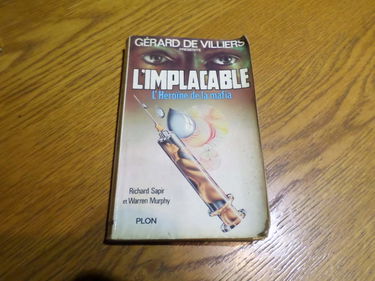 GÉRARD DE VILLIERS
PRÉSENTE
L'IMPLACABLE
L'Héroïne de la mafia
Richard Sapir
et Warren Murphy
PLON